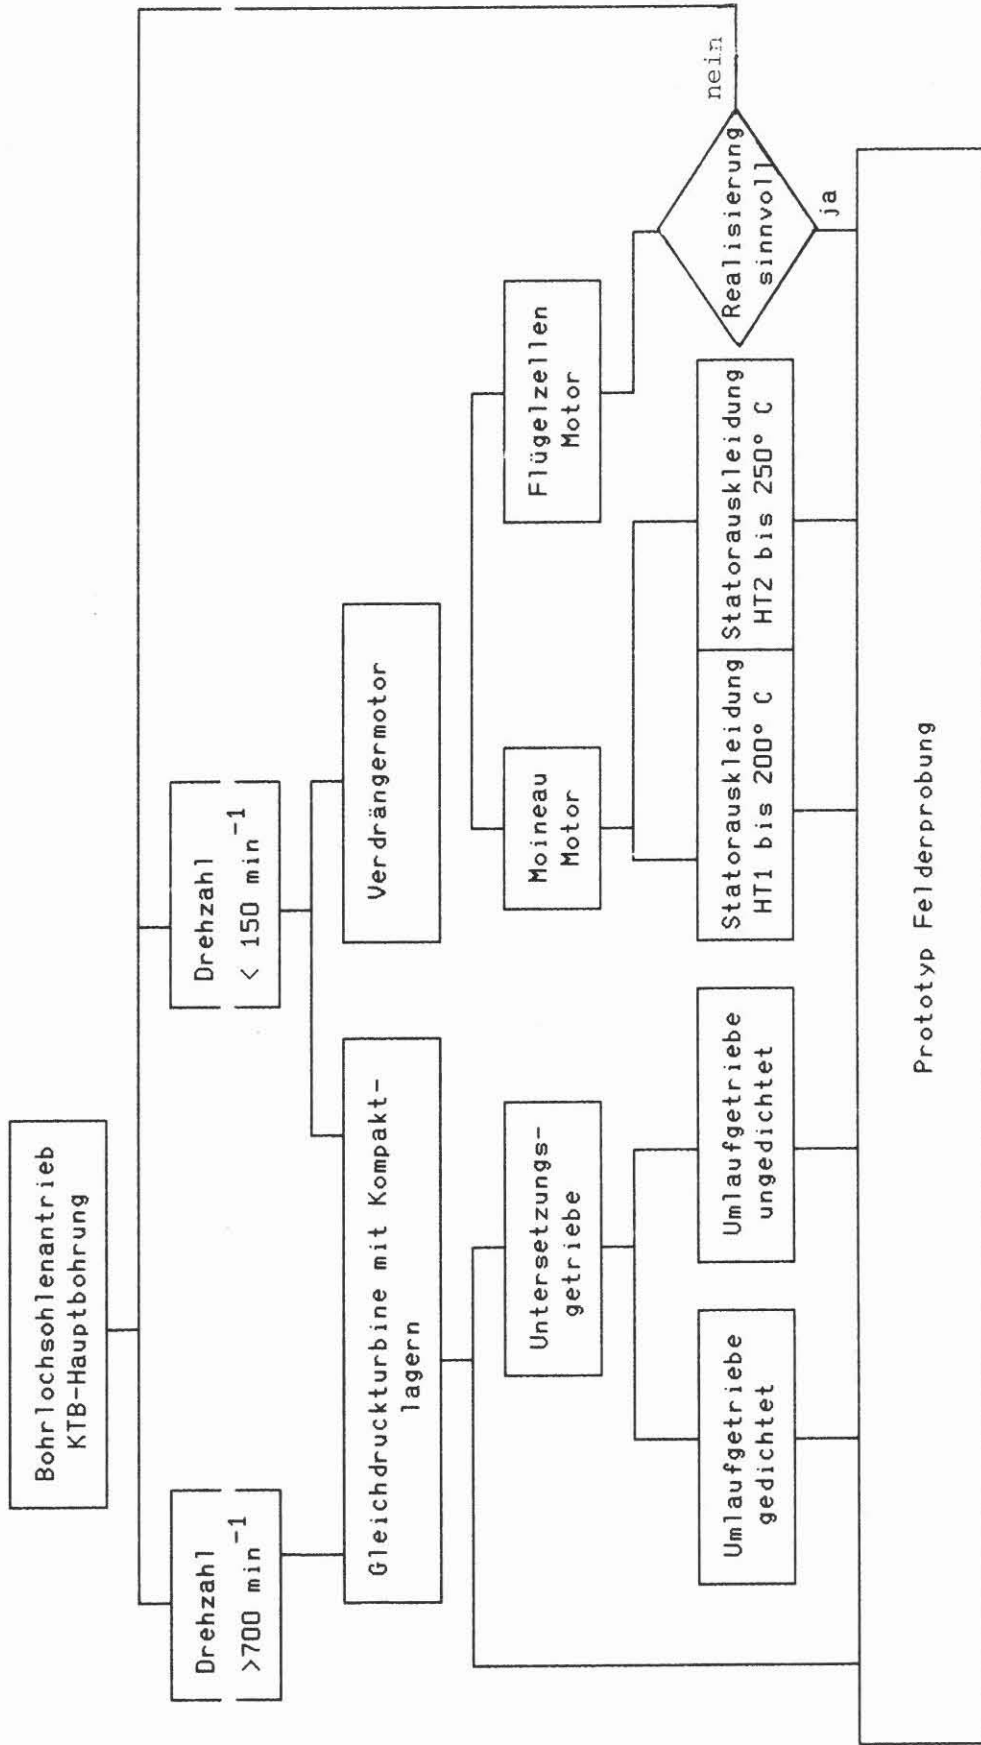 Bohrlochsohlenantrieb
KTB-Hauptbohrung
Drehzahl
>700 min⁻¹
Drehzahl
< 150 min⁻¹
Gleichdruckturbine mit Kompakt-
lagern
Verdrängermotor
Untersetzungs-
getriebe
Moineau
Motor
Flügelzellen
Motor
Umlaufgetriebe
gedichtet
Umlaufgetriebe
ungedichtet
Statorauskleidung
HT1 bis 200° C
Statorauskleidung
HT2 bis 250° C
Realisierung
sinnvoll
nein
ja
Prototyp Felderprobung